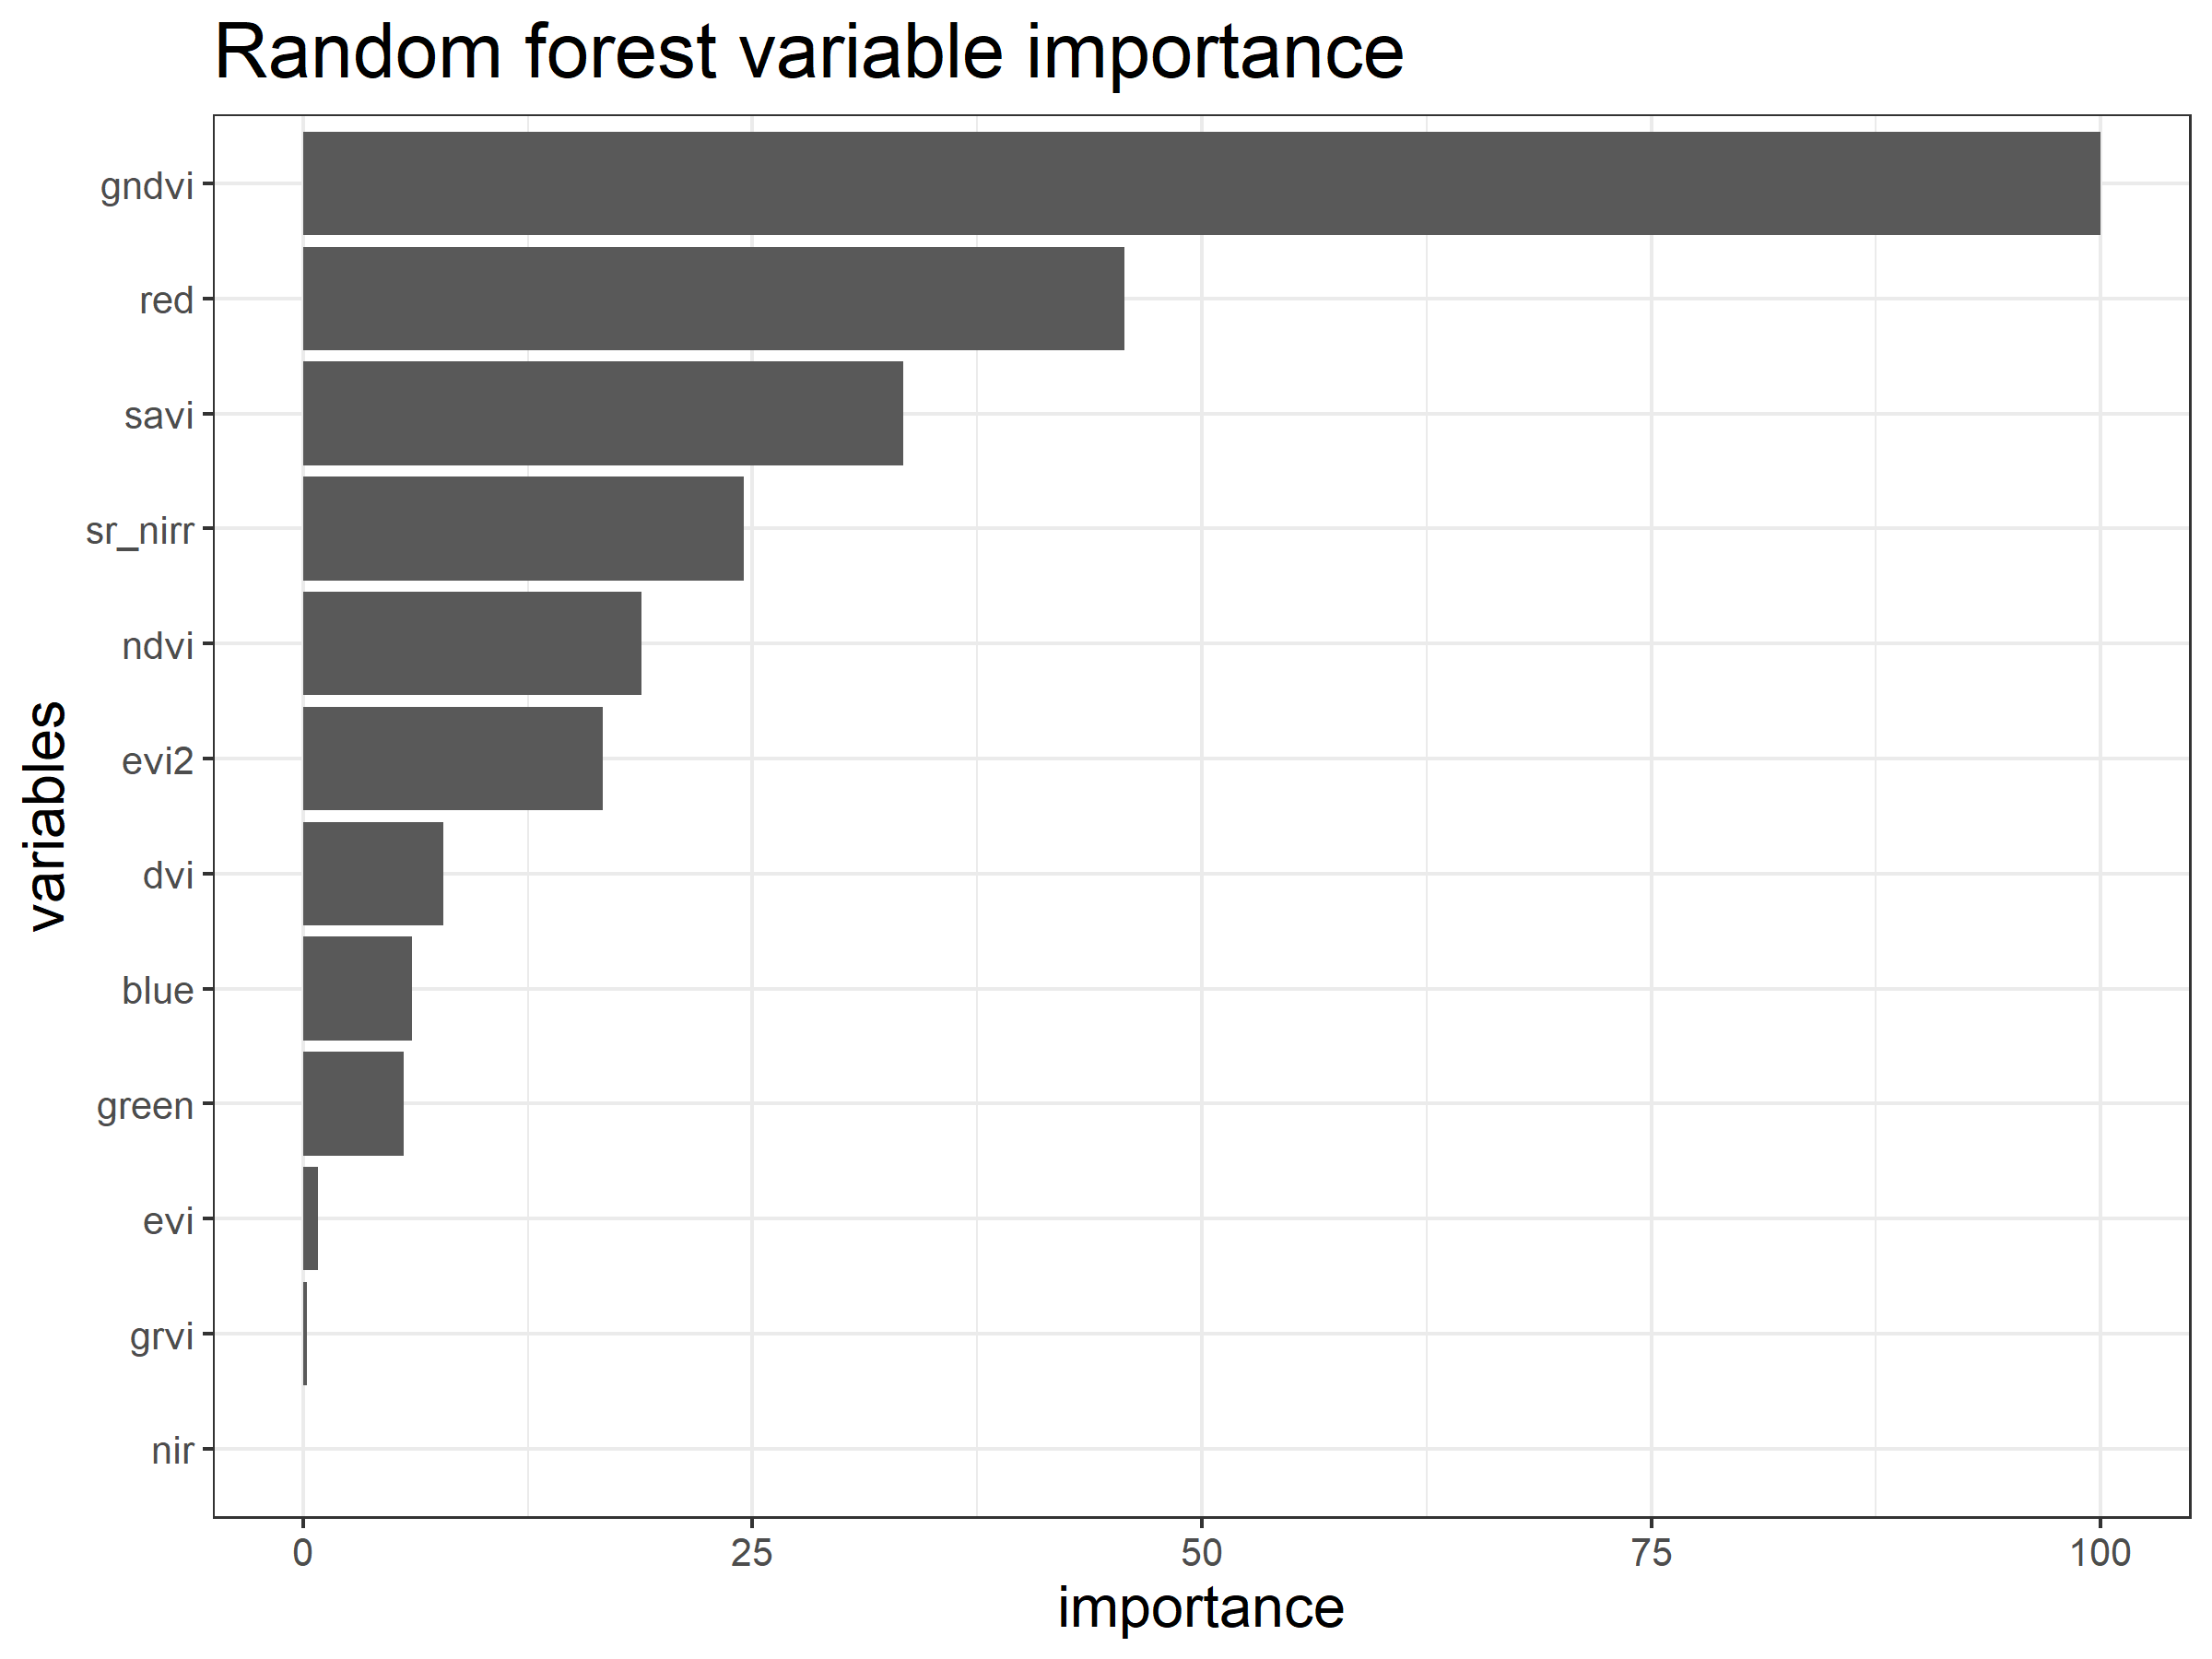 Random forest variable importance
gndvi
red
savi
sr_nirr
ndvi
evi2
dvi
blue
green
evi
grvi
nir
variables
0 25 50 75 100
importance